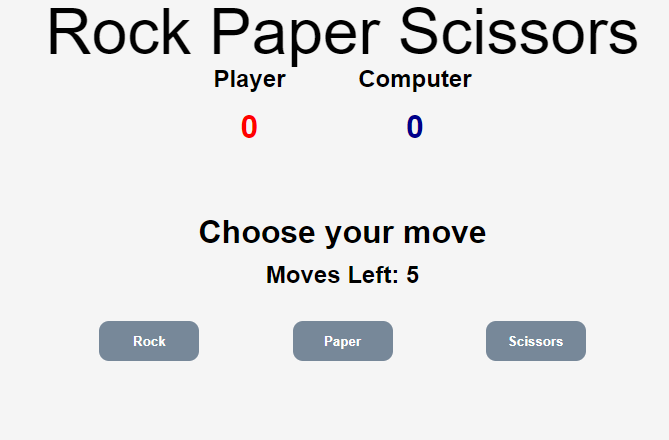 Rock Paper Scissors
Player Computer
0 0
Choose your move
Moves Left: 5
Rock Paper Scissors